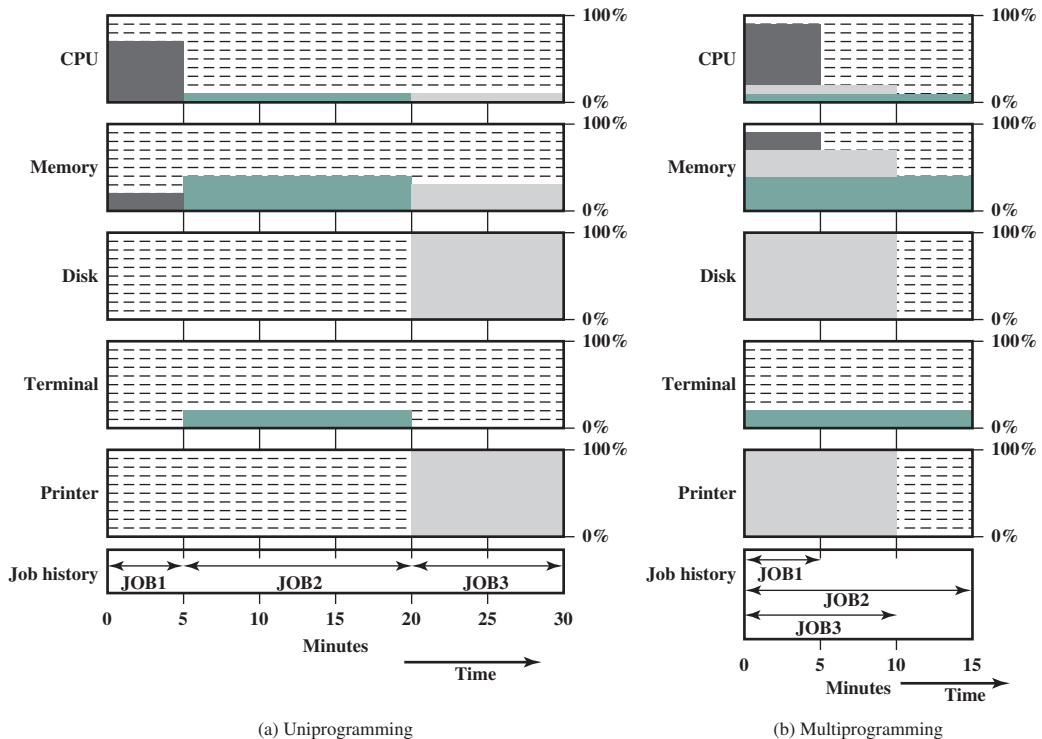 100%
CPU
0%
100%
Memory
0%
100%
Disk
0%
100%
Terminal
0%
100%
Printer
0%
Job history
JOB1 JOB2 JOB3
0 5 10 15 20 25 30
Minutes
Time
(a) Uniprogramming
100%
CPU
0%
100%
Memory
0%
100%
Disk
0%
100%
Terminal
0%
100%
Printer
0%
Job history
JOB1
JOB2
JOB3
0 5 10 15
Minutes
Time
(b) Multiprogramming